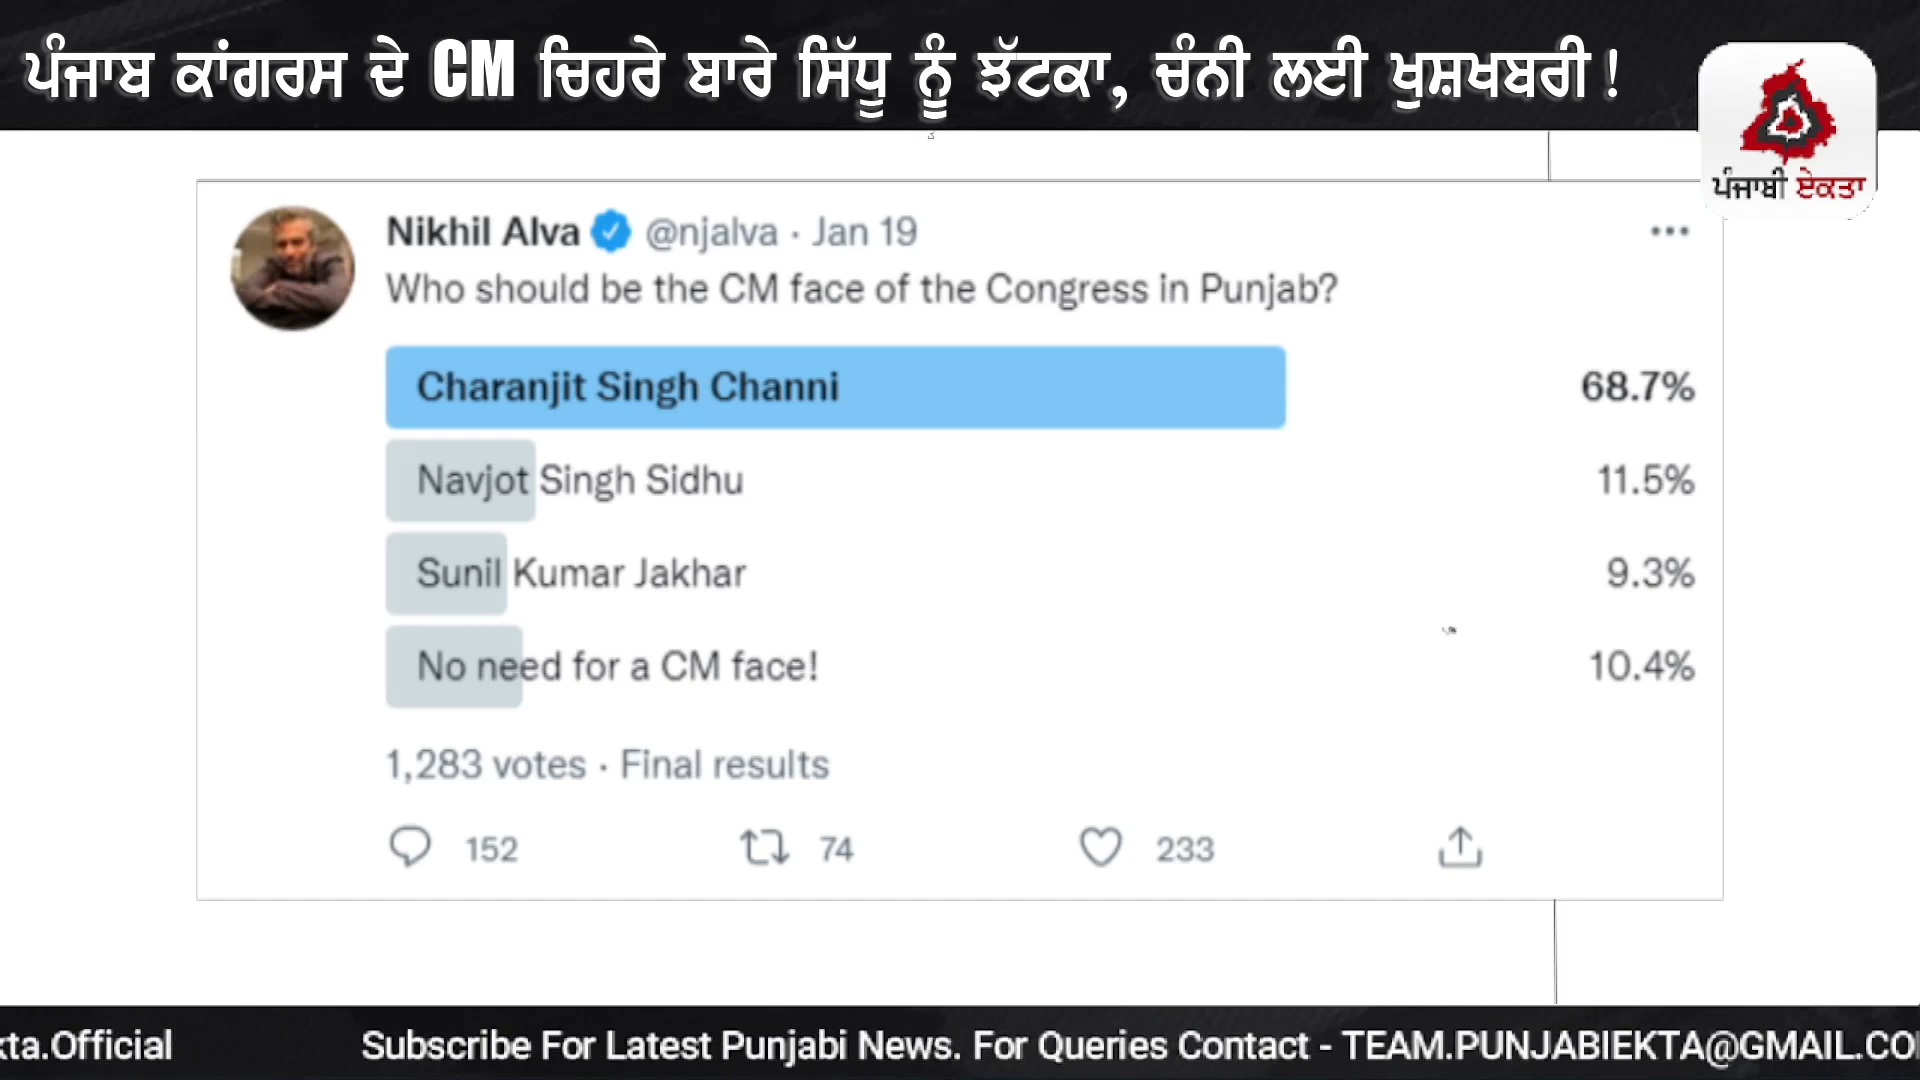 ਪੰਜਾਬ ਕਾਂਗਰਸ ਦੇ CM ਚਿਹਰੇ ਬਾਰੇ ਸਿੱਧੂ ਨੂੰ ਝੱਟਕਾ, ਚੰਨੀ ਲਈ ਖੁਸ਼ਖਬਰੀ!
ਪੰਜਾਬੀ ਏਕਤਾ
Nikhil Alva @njalva · Jan 19
Who should be the CM face of the Congress in Punjab?
Charanjit Singh Channi 68.7%
Navjot Singh Sidhu 11.5%
Sunil Kumar Jakhar 9.3%
No need for a CM face! 10.4%
1,283 votes · Final results
152 74 233
kta.Official Subscribe For Latest Punjabi News. For Queries Contact - TEAM.PUNJABIEKTA@GMAIL.CO